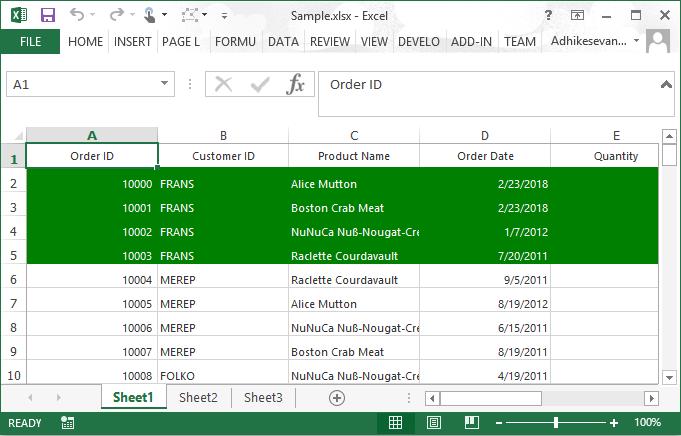 Sample.xlsx - Excel
FILE HOME INSERT PAGE L FORMU DATA REVIEW VIEW DEVELO ADD-IN TEAM Adhikesevan...
A1 fx Order ID
A B C D E
1 Order ID Customer ID Product Name Order Date Quantity
2 10000 FRANS Alice Mutton 2/23/2018
3 10001 FRANS Boston Crab Meat 2/23/2018
4 10002 FRANS NuNuCa Nuß-Nougat-Cre 1/7/2012
5 10003 FRANS Raclette Courdavault 7/20/2011
6 10004 MEREP Raclette Courdavault 9/5/2011
7 10005 MEREP Alice Mutton 8/19/2012
8 10006 MEREP NuNuCa Nuß-Nougat-Cre 6/15/2011
9 10007 MEREP Boston Crab Meat 8/19/2011
10 10008 FOLKO NuNuCa Nuß-Nougat-Cre 4/19/2011
Sheet1 Sheet2 Sheet3
READY 100%